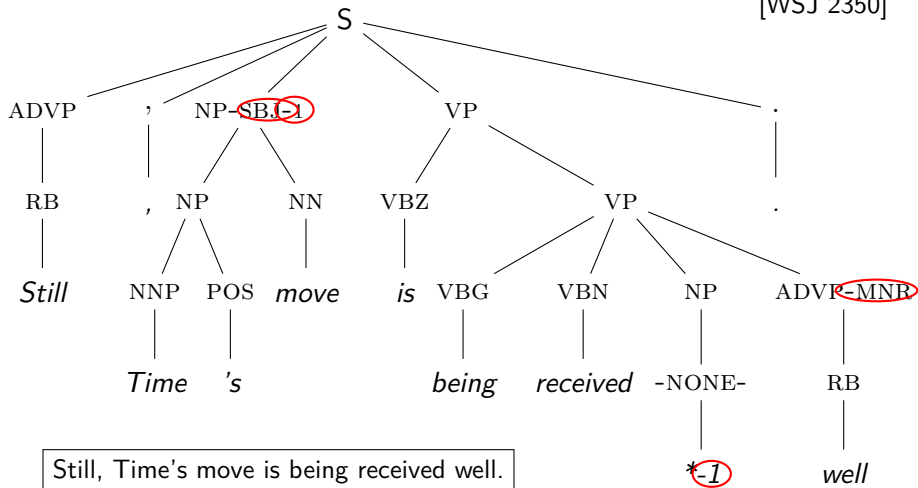 [WSJ 2350]
S
ADVP , NP-SBJ-1 VP .
RB , NP NN VBZ VP .
Still NNP POS move is VBG VBN NP ADVP-MNR
Time 's being received -NONE- RB
*-1 well
Still, Time's move is being received well.